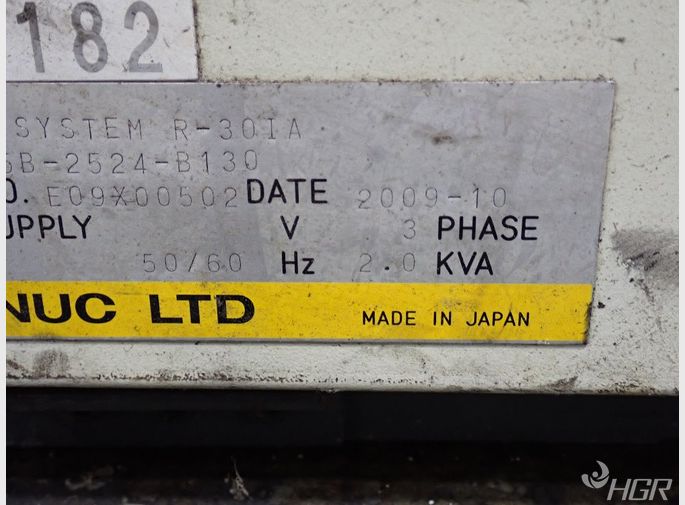 182
SYSTEM R-30IA
6B-2524-B130
O. E09X00502 DATE 2009-10
UPPLY V 3 PHASE
50/60 Hz 2.0 KVA
NUC LTD MADE IN JAPAN
HGR